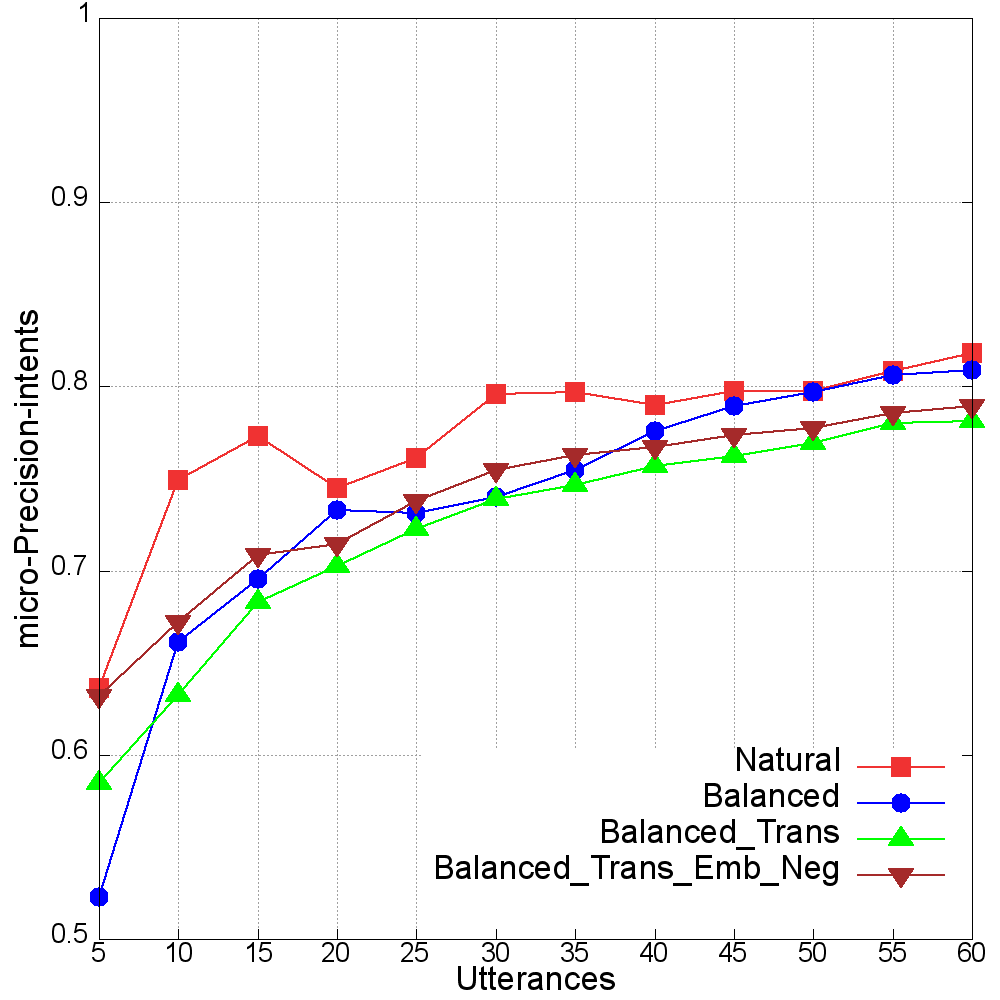 1
0.9
0.8
0.7
0.6
0.5
micro-Precision-intents
Natural
Balanced
Balanced_Trans
Balanced_Trans_Emb_Neg
5 10 15 20 25 30 35 40 45 50 55 60
Utterances